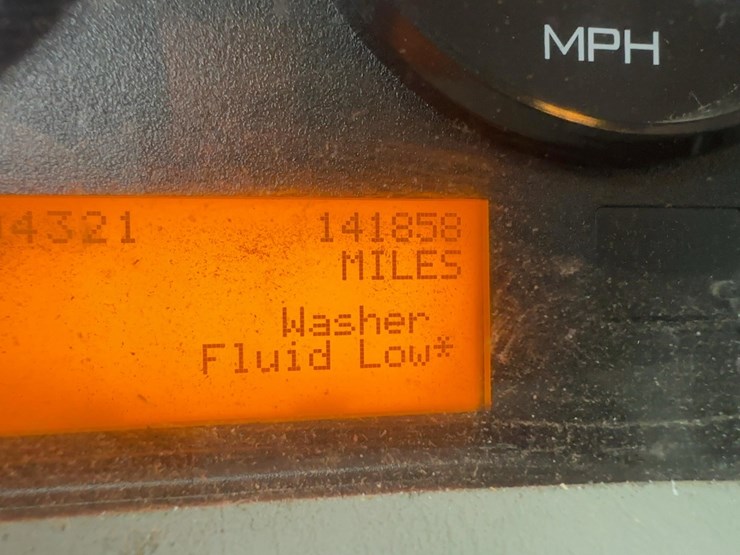 MPH
4321 141858
MILES
Washer
Fluid Low*